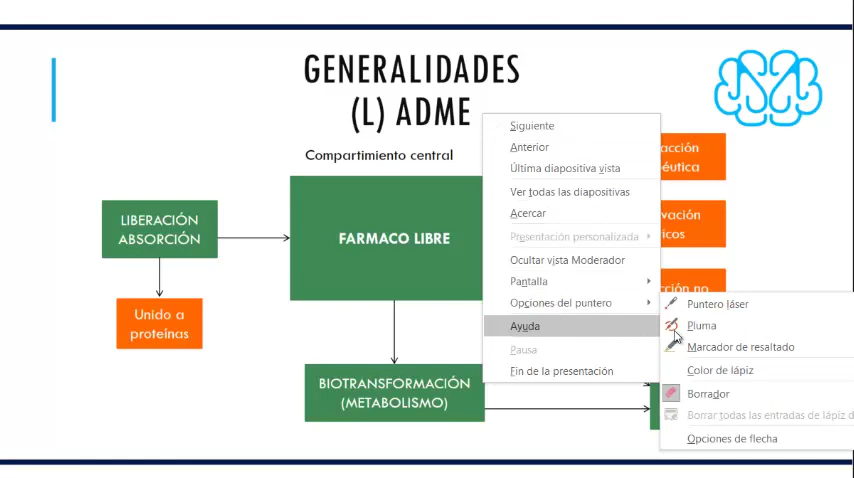 GENERALIDADES
(L) ADME
Compartimiento central
LIBERACIÓN
ABSORCIÓN
Unido a
proteínas
FARMACO LIBRE
BIOTRANSFORMACIÓN
(METABOLISMO)
Siguiente
Anterior
Última diapositiva vista
Ver todas las diapositivas
Acercar
Presentación personalizada
Ocultar vista Moderador
Pantalla
Opciones del puntero
Ayuda
Pausa
Fin de la presentación
Puntero láser
Pluma
Marcador de resaltado
Color de lápiz
Borrador
Borrar todas las entradas de lápiz d
Opciones de flecha